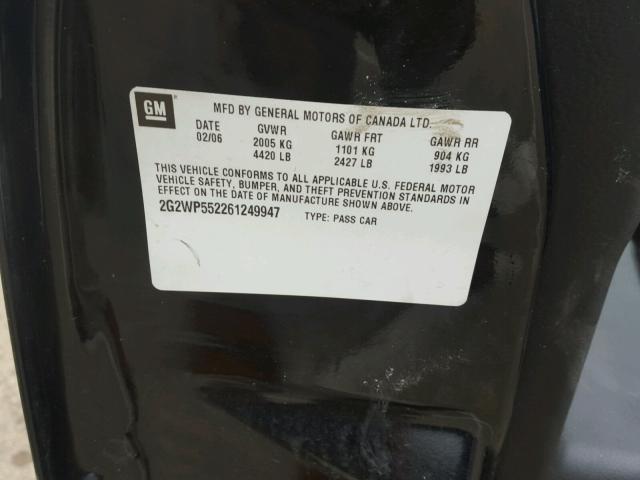 GM ®
MFD BY GENERAL MOTORS OF CANADA LTD.
DATE GVWR GAWR FRT GAWR RR
02/06 2005 KG 1101 KG 904 KG
4420 LB 2427 LB 1993 LB
THIS VEHICLE CONFORMS TO ALL APPLICABLE U.S. FEDERAL MOTOR
VEHICLE SAFETY, BUMPER, AND THEFT PREVENTION STANDARDS IN
EFFECT ON THE DATE OF MANUFACTURE SHOWN ABOVE.
2G2WP552261249947 TYPE: PASS CAR